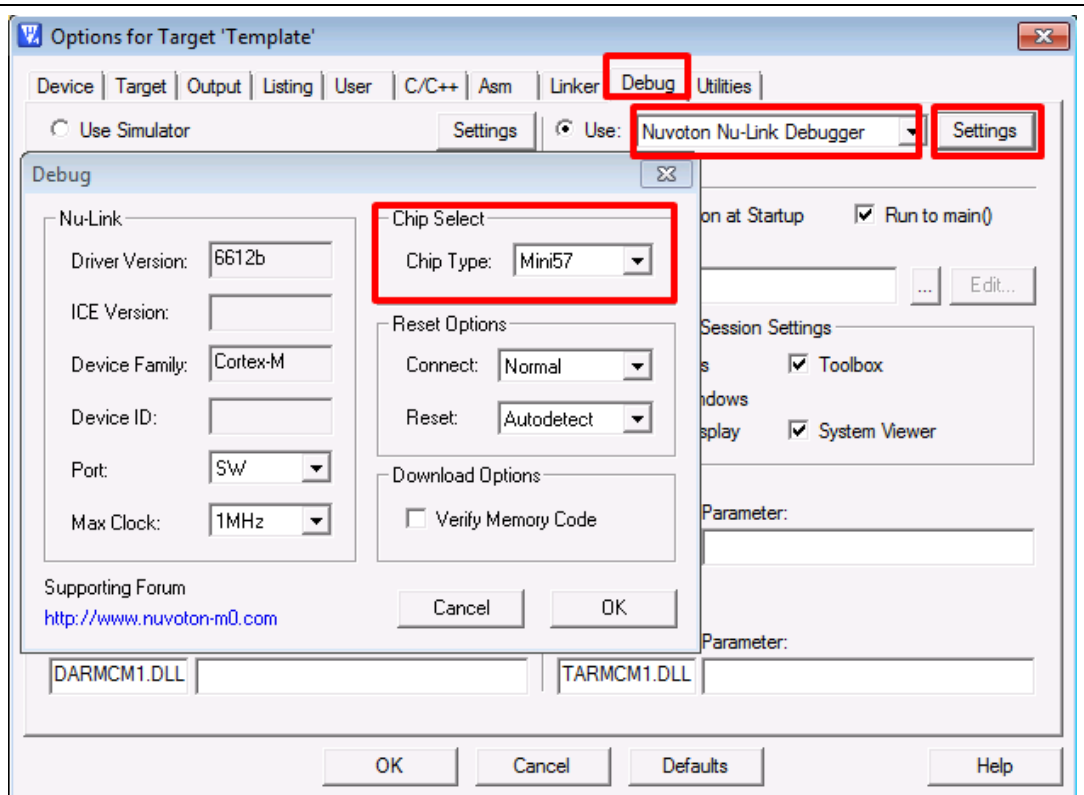 Options for Target 'Template'
Device Target Output Listing User C/C++ Asm Linker Debug Utilities
Use Simulator Settings Use: Nuvoton Nu-Link Debugger Settings
Debug
Nu-Link
Driver Version: 6612b
ICE Version:
Device Family: Cortex-M
Device ID:
Port: SW
Max Clock: 1MHz
Chip Select
Chip Type: Mini57
Reset Options
Connect: Normal
Reset: Autodetect
Download Options
Verify Memory Code
Supporting Forum
http://www.nuvoton-m0.com
Cancel OK
on at Startup Run to main()
... Edit...
Session Settings
s Toolbox
ndows
splay System Viewer
Parameter:
Parameter:
DARMCM1.DLL TARMCM1.DLL
OK Cancel Defaults Help